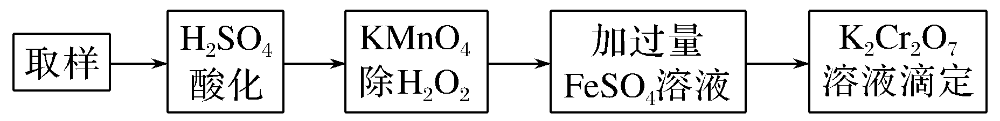 取样
H₂SO₄
酸化
KMnO₄
除H₂O₂
加过量
FeSO₄溶液
K₂Cr₂O₇
溶液滴定